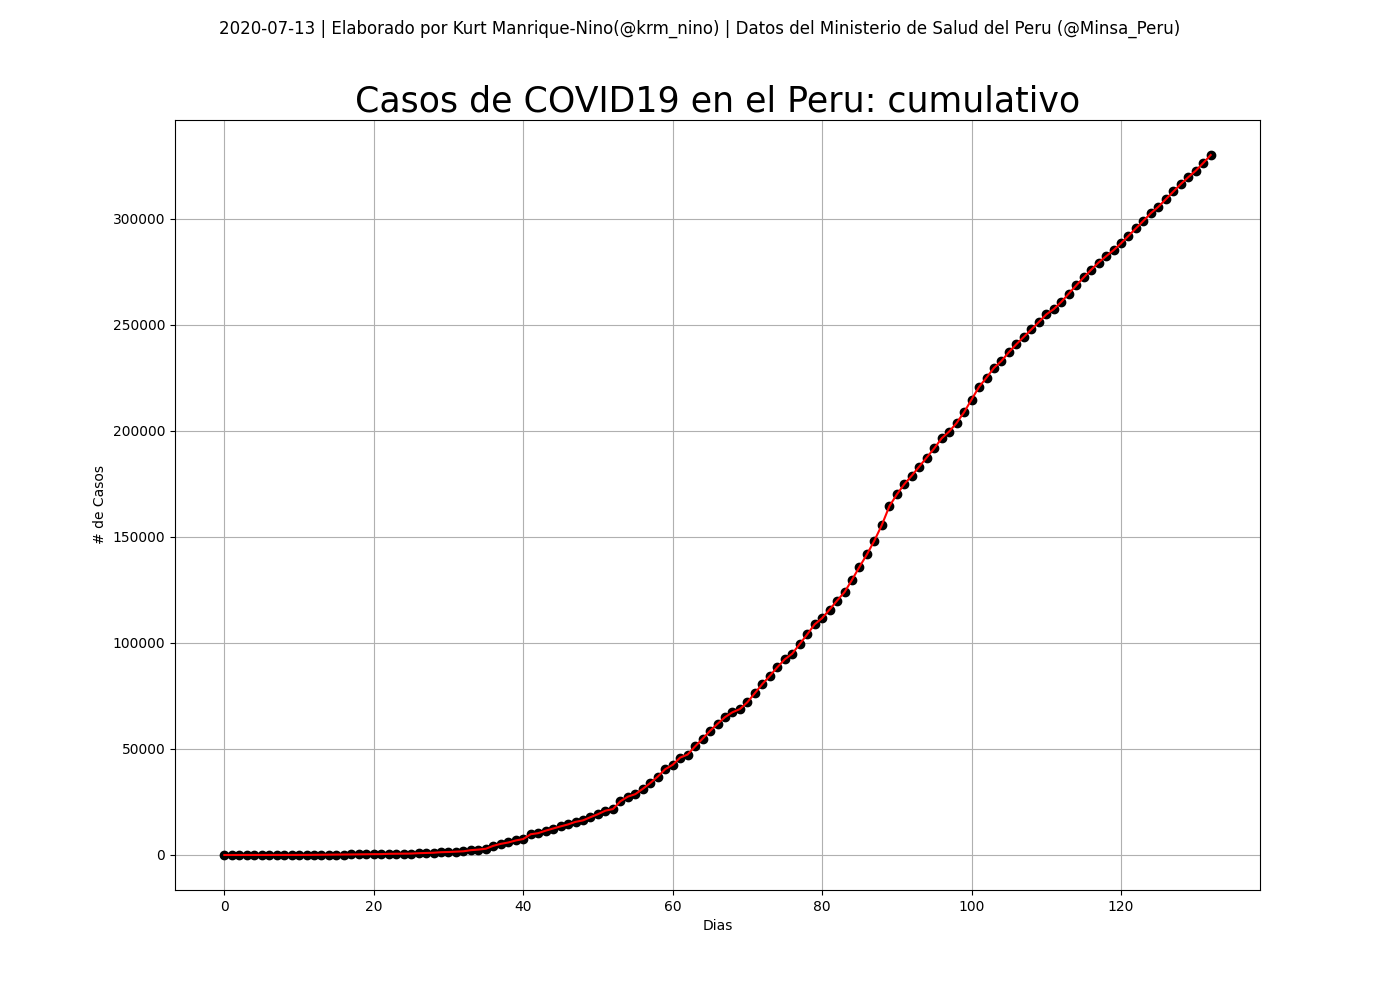 2020-07-13 | Elaborado por Kurt Manrique-Nino(@krm_nino) | Datos del Ministerio de Salud del Peru (@Minsa_Peru)
Casos de COVID19 en el Peru: cumulativo
300000
250000
200000
150000
100000
50000
0
# de Casos
0 20 40 60 80 100 120
Dias